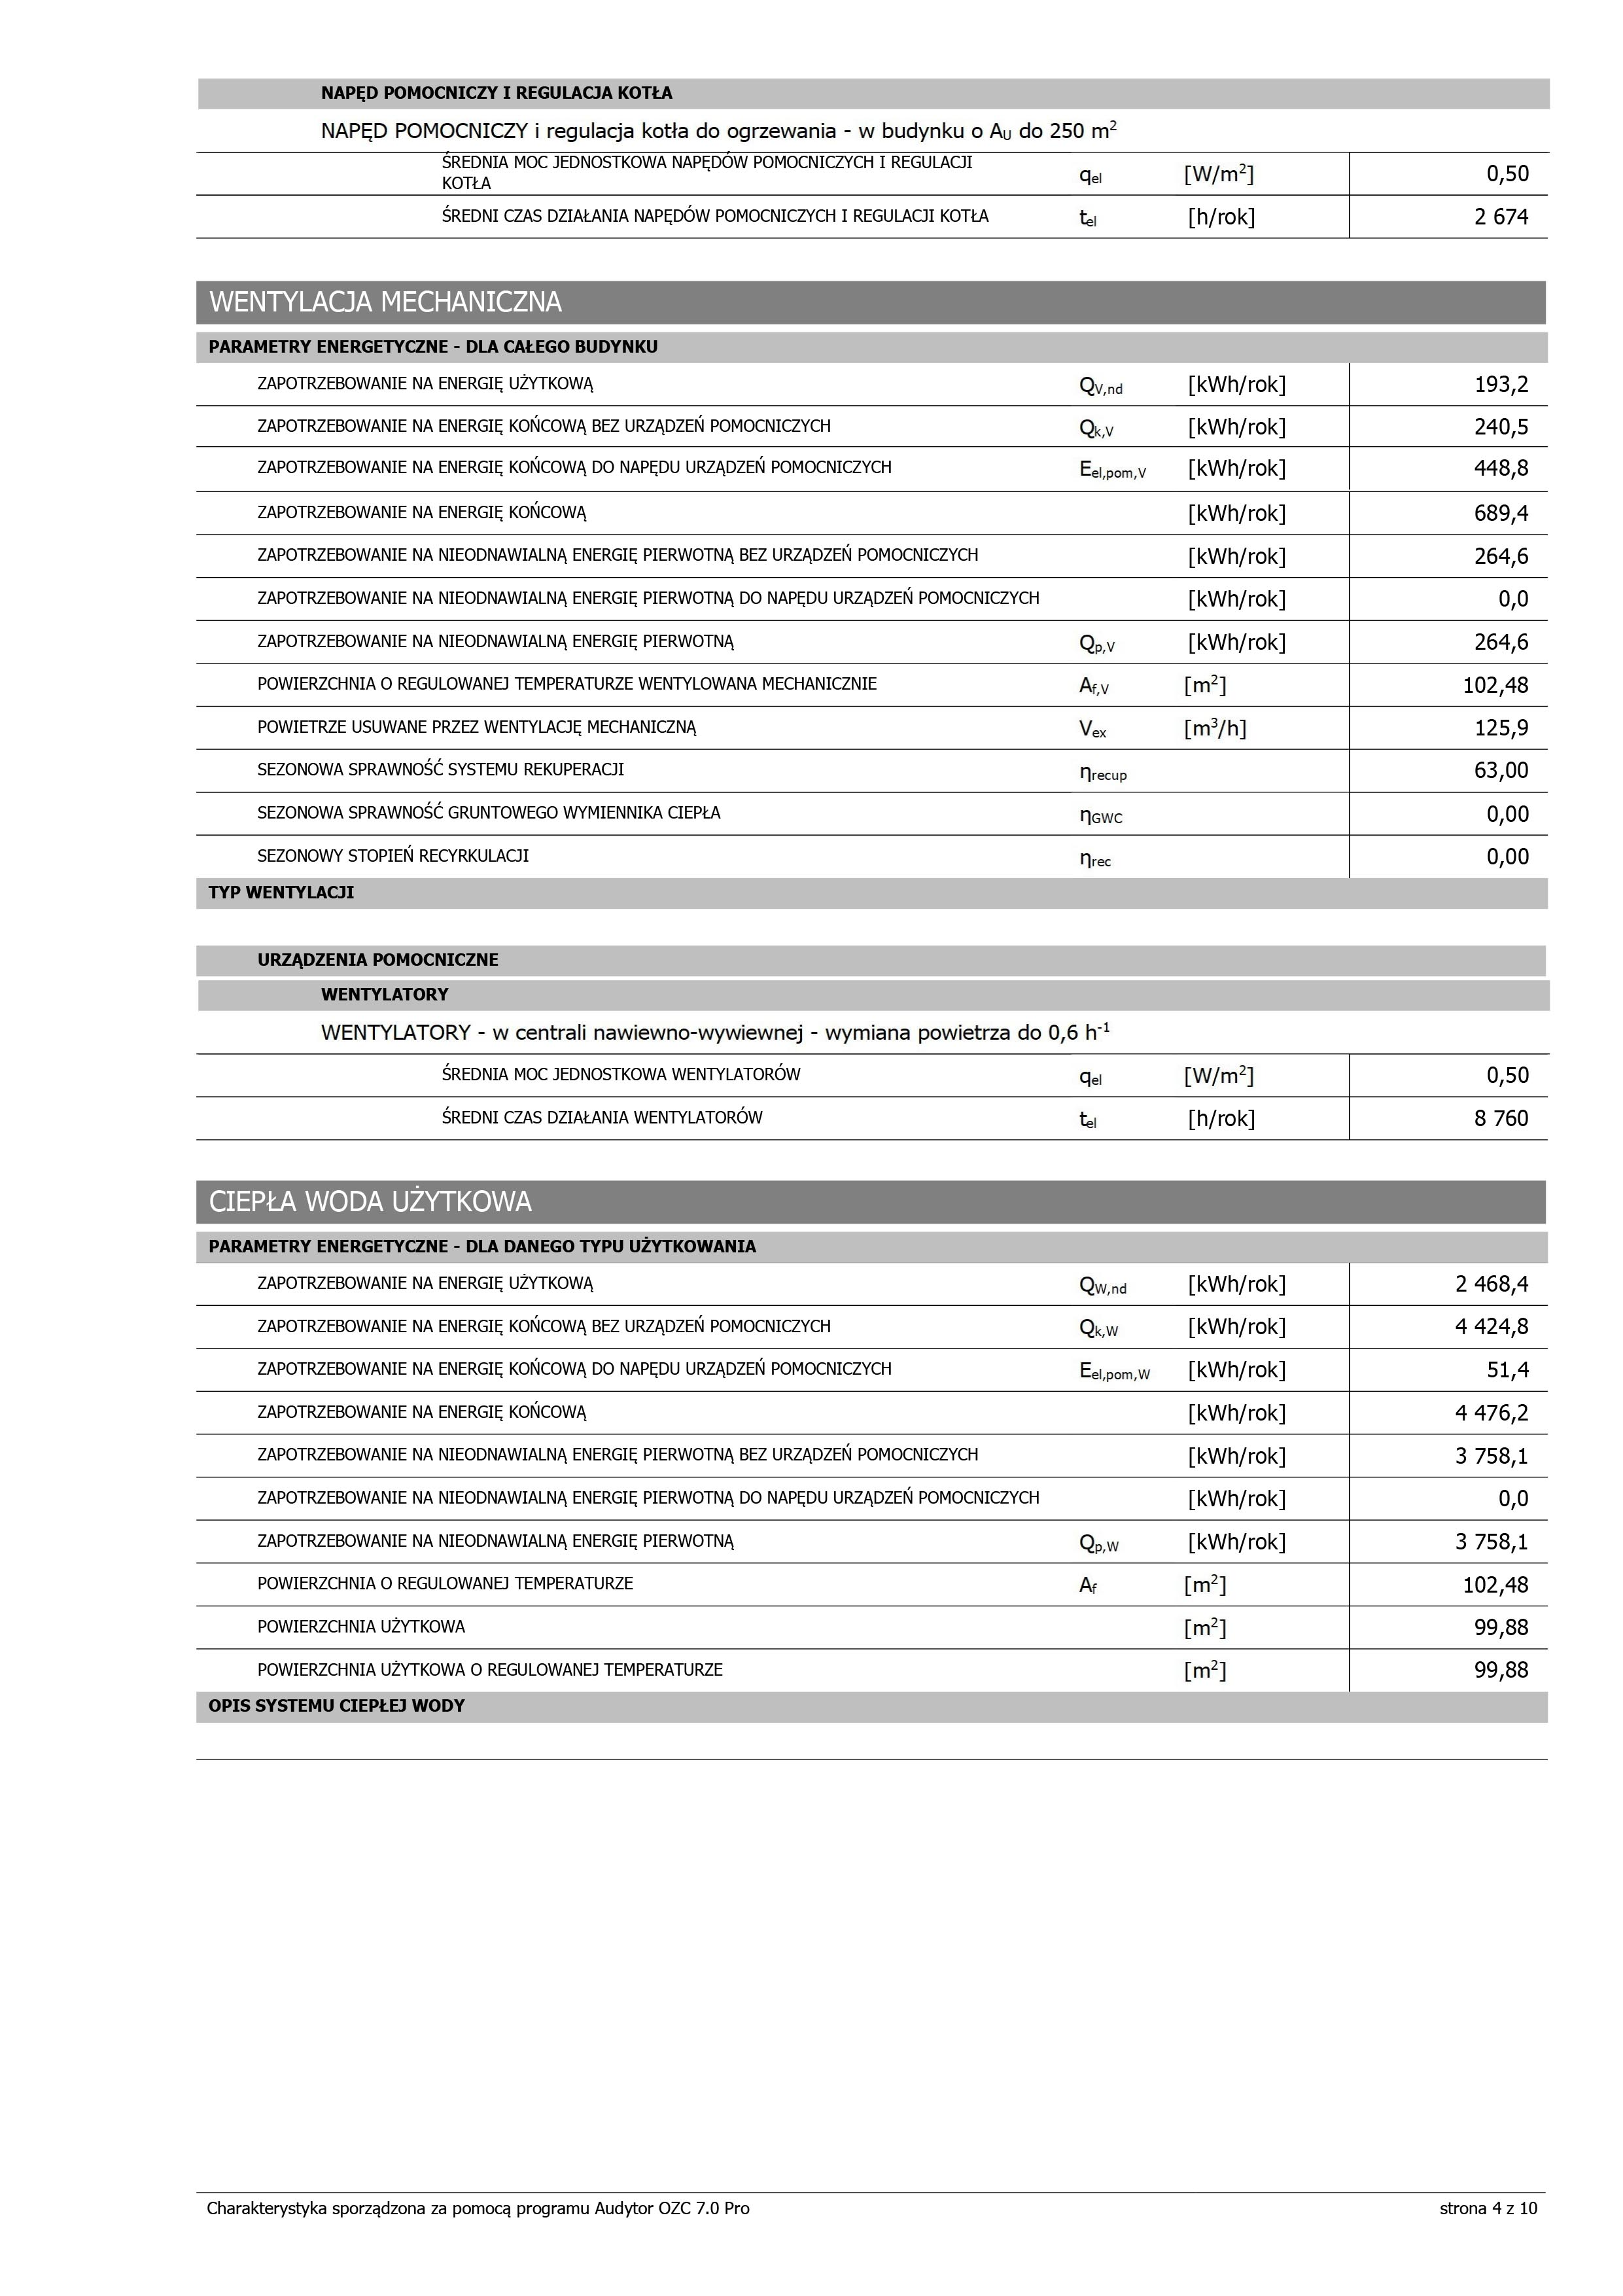 NAPĘD POMOCNICZY I REGULACJA KOTŁA
NAPĘD POMOCNICZY i regulacja kotła do ogrzewania - w budynku o AU do 250 m2
ŚREDNIA MOC JEDNOSTKOWA NAPĘDÓW POMOCNICZYCH I REGULACJI
KOTŁA qel [W/m2] 0,50
ŚREDNI CZAS DZIAŁANIA NAPĘDÓW POMOCNICZYCH I REGULACJI KOTŁA tel [h/rok] 2 674
WENTYLACJA MECHANICZNA
PARAMETRY ENERGETYCZNE - DLA CAŁEGO BUDYNKU
ZAPOTRZEBOWANIE NA ENERGIĘ UŻYTKOWĄ QV,nd [kWh/rok] 193,2
ZAPOTRZEBOWANIE NA ENERGIĘ KOŃCOWĄ BEZ URZĄDZEŃ POMOCNICZYCH Qk,V [kWh/rok] 240,5
ZAPOTRZEBOWANIE NA ENERGIĘ KOŃCOWĄ DO NAPĘDU URZĄDZEŃ POMOCNICZYCH Eel,pom,V [kWh/rok] 448,8
ZAPOTRZEBOWANIE NA ENERGIĘ KOŃCOWĄ [kWh/rok] 689,4
ZAPOTRZEBOWANIE NA NIEODNAWIALNĄ ENERGIĘ PIERWOTNĄ BEZ URZĄDZEŃ POMOCNICZYCH [kWh/rok] 264,6
ZAPOTRZEBOWANIE NA NIEODNAWIALNĄ ENERGIĘ PIERWOTNĄ DO NAPĘDU URZĄDZEŃ POMOCNICZYCH [kWh/rok] 0,0
ZAPOTRZEBOWANIE NA NIEODNAWIALNĄ ENERGIĘ PIERWOTNĄ Qp,V [kWh/rok] 264,6
POWIERZCHNIA O REGULOWANEJ TEMPERATURZE WENTYLOWANA MECHANICZNIE Af,V [m2] 102,48
POWIETRZE USUWANE PRZEZ WENTYLACJĘ MECHANICZNĄ Vex [m3/h] 125,9
SEZONOWA SPRAWNOŚĆ SYSTEMU REKUPERACJI ηrecup 63,00
SEZONOWA SPRAWNOŚĆ GRUNTOWEGO WYMIENNIKA CIEPŁA ηGWC 0,00
SEZONOWY STOPIEŃ RECYRKULACJI ηrec 0,00
TYP WENTYLACJI
URZĄDZENIA POMOCNICZNE
WENTYLATORY
WENTYLATORY - w centrali nawiewno-wywiewnej - wymiana powietrza do 0,6 h-1
ŚREDNIA MOC JEDNOSTKOWA WENTYLATORÓW qel [W/m2] 0,50
ŚREDNI CZAS DZIAŁANIA WENTYLATORÓW tel [h/rok] 8 760
CIEPŁA WODA UŻYTKOWA
PARAMETRY ENERGETYCZNE - DLA DANEGO TYPU UŻYTKOWANIA
ZAPOTRZEBOWANIE NA ENERGIĘ UŻYTKOWĄ QW,nd [kWh/rok] 2 468,4
ZAPOTRZEBOWANIE NA ENERGIĘ KOŃCOWĄ BEZ URZĄDZEŃ POMOCNICZYCH Qk,W [kWh/rok] 4 424,8
ZAPOTRZEBOWANIE NA ENERGIĘ KOŃCOWĄ DO NAPĘDU URZĄDZEŃ POMOCNICZYCH Eel,pom,W [kWh/rok] 51,4
ZAPOTRZEBOWANIE NA ENERGIĘ KOŃCOWĄ [kWh/rok] 4 476,2
ZAPOTRZEBOWANIE NA NIEODNAWIALNĄ ENERGIĘ PIERWOTNĄ BEZ URZĄDZEŃ POMOCNICZYCH [kWh/rok] 3 758,1
ZAPOTRZEBOWANIE NA NIEODNAWIALNĄ ENERGIĘ PIERWOTNĄ DO NAPĘDU URZĄDZEŃ POMOCNICZYCH [kWh/rok] 0,0
ZAPOTRZEBOWANIE NA NIEODNAWIALNĄ ENERGIĘ PIERWOTNĄ Qp,W [kWh/rok] 3 758,1
POWIERZCHNIA O REGULOWANEJ TEMPERATURZE Af [m2] 102,48
POWIERZCHNIA UŻYTKOWA [m2] 99,88
POWIERZCHNIA UŻYTKOWA O REGULOWANEJ TEMPERATURZE [m2] 99,88
OPIS SYSTEMU CIEPŁEJ WODY
Charakterystyka sporządzona za pomocą programu Audytor OZC 7.0 Pro strona 4 z 10